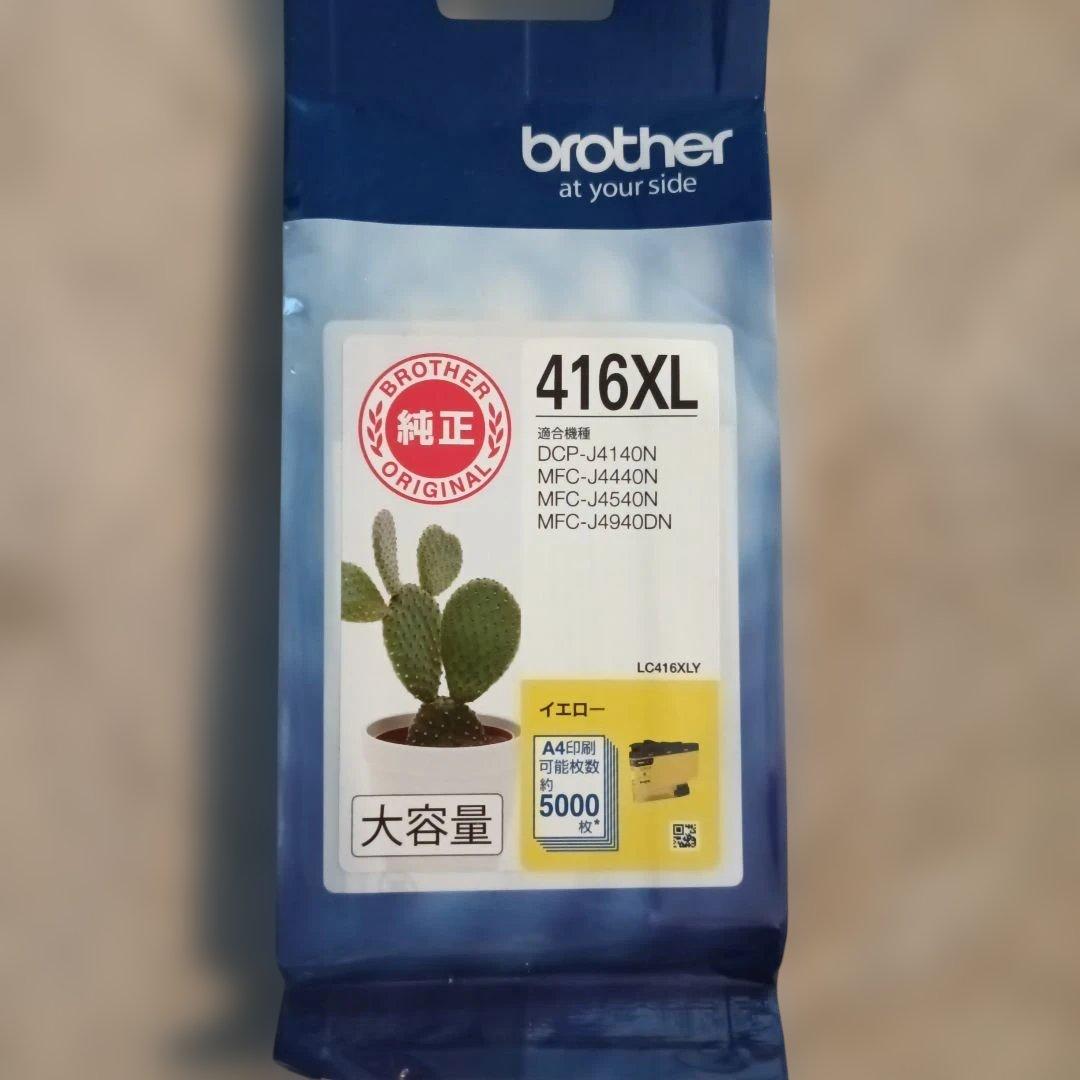 brother
at your side
BROTHER
純正
ORIGINAL
416XL
適合機種
DCP-J4140N
MFC-J4440N
MFC-J4540N
MFC-J4940DN
LC416XLY
イエロー
A4印刷
可能枚数
約
5000
枚*
大容量